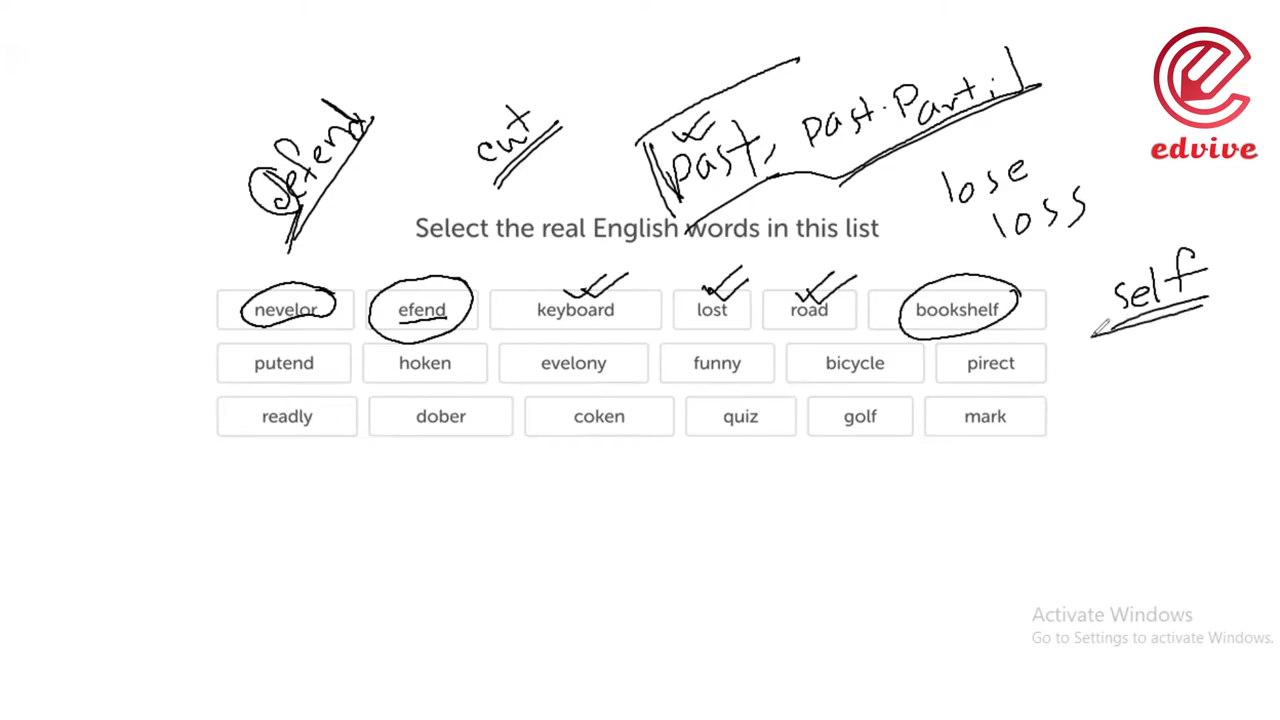 defend
cut
past, past.Parti.
lose
loss
self
edvive
Select the real English words in this list
nevelor efend keyboard lost road bookshelf
putend hoken evelony funny bicycle pirect
readly dober coken quiz golf mark
Activate Windows
Go to Settings to activate Windows.